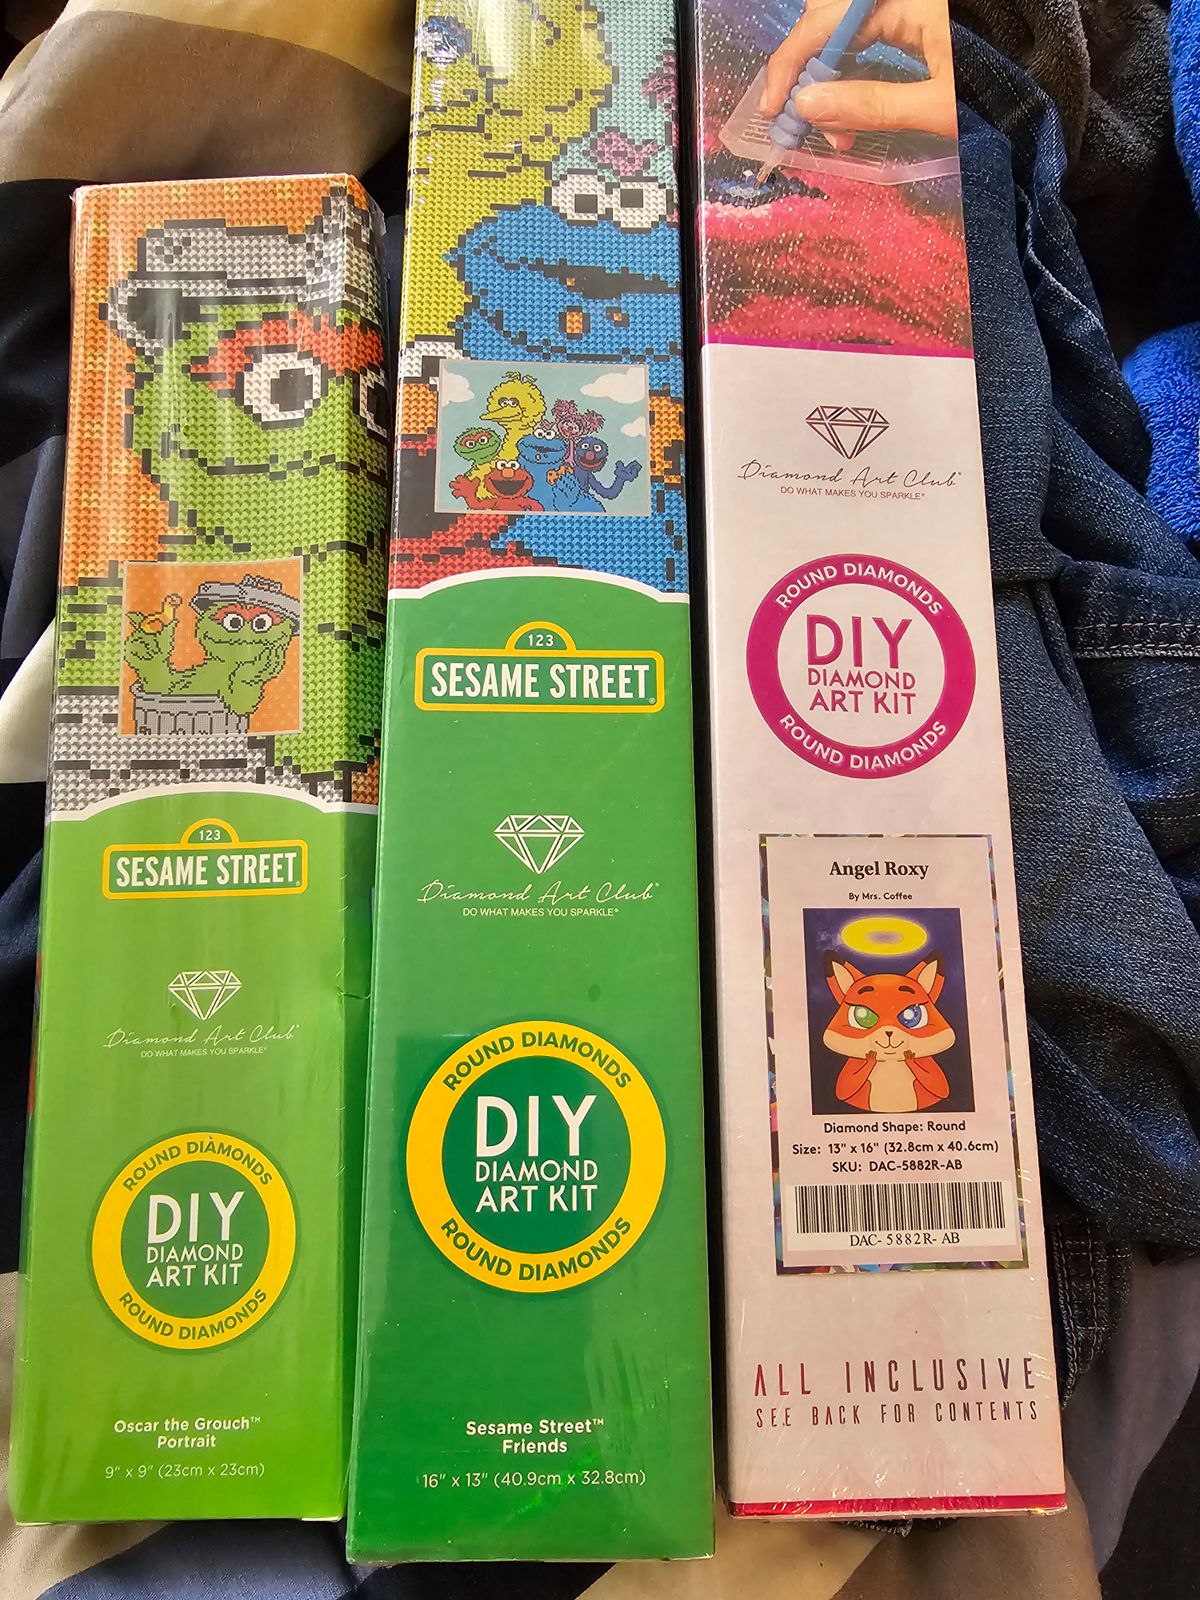 123
SESAME STREET
Diamond Art Club®
DO WHAT MAKES YOU SPARKLE®
ROUND DIAMONDS
DIY
DIAMOND
ART KIT
ROUND DIAMONDS
Oscar the Grouch™
Portrait
9" x 9" (23cm x 23cm)
123
SESAME STREET®
Diamond Art Club®
DO WHAT MAKES YOU SPARKLE®
ROUND DIAMONDS
DIY
DIAMOND
ART KIT
ROUND DIAMONDS
Sesame Street™
Friends
16" x 13" (40.9cm x 32.8cm)
Diamond Art Club®
DO WHAT MAKES YOU SPARKLE®
ROUND DIAMONDS
DIY
DIAMOND
ART KIT
ROUND DIAMONDS
Angel Roxy
By Mrs. Coffee
Diamond Shape: Round
Size: 13" x 16" (32.8cm x 40.6cm)
SKU: DAC-5882R-AB
DAC- 5882R- AB
ALL INCLUSIVE
SEE BACK FOR CONTENTS